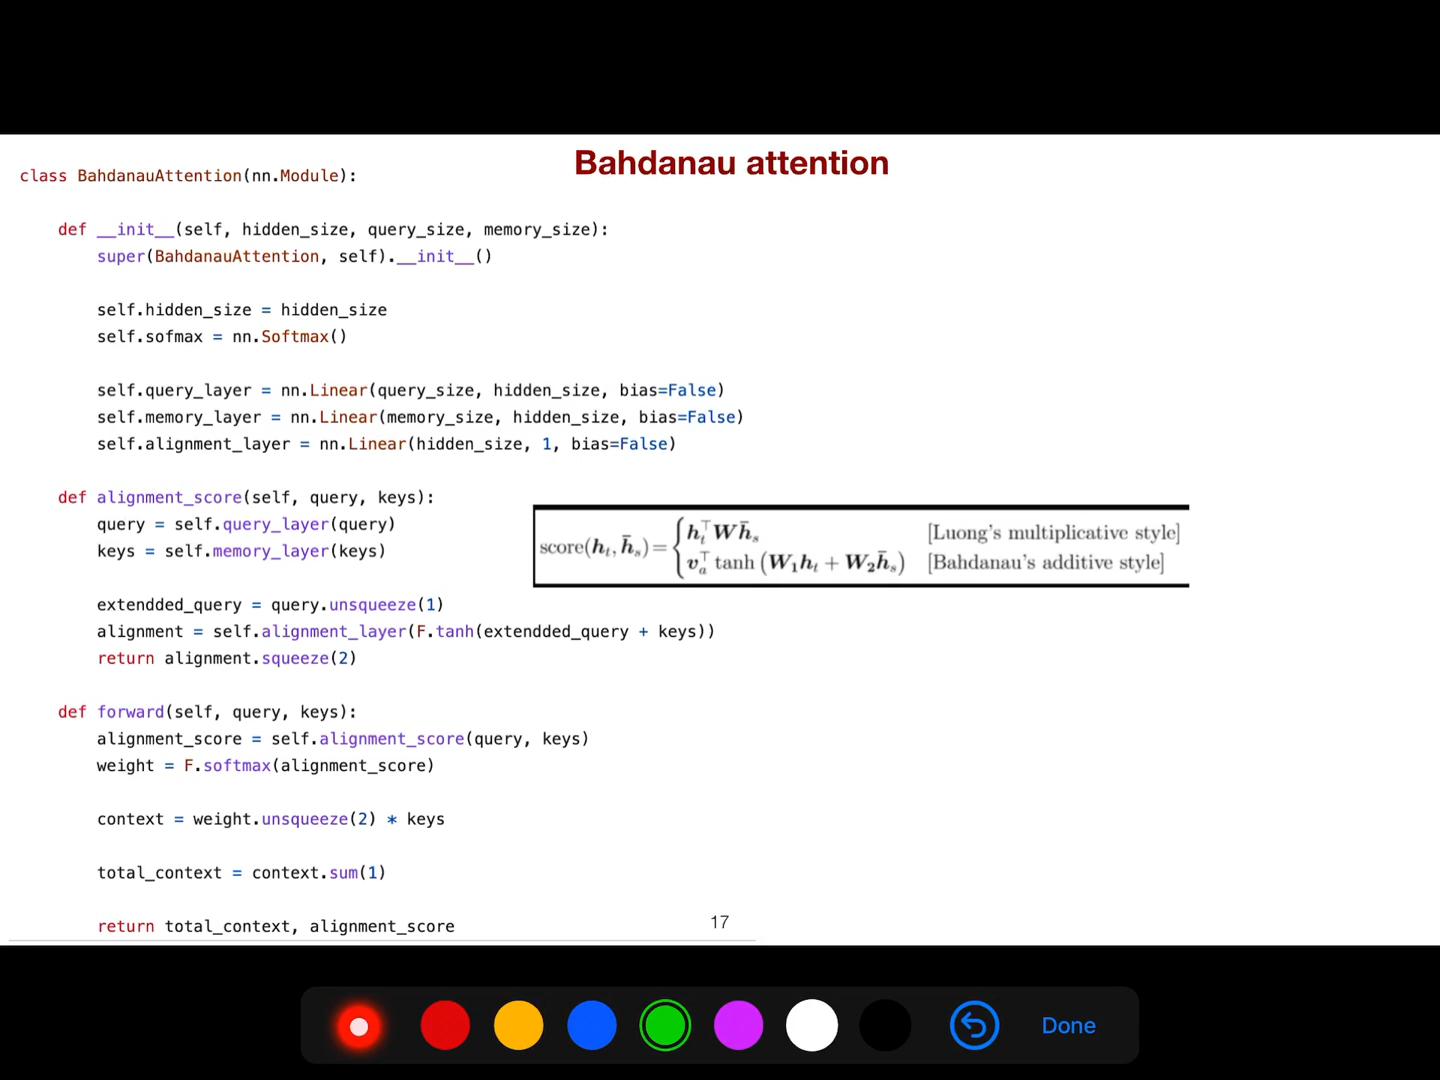 Bahdanau attention
class BahdanauAttention(nn.Module):
def __init__(self, hidden_size, query_size, memory_size):
super(BahdanauAttention, self).__init__()
self.hidden_size = hidden_size
self.sofmax = nn.Softmax()
self.query_layer = nn.Linear(query_size, hidden_size, bias=False)
self.memory_layer = nn.Linear(memory_size, hidden_size, bias=False)
self.alignment_layer = nn.Linear(hidden_size, 1, bias=False)
def alignment_score(self, query, keys):
query = self.query_layer(query)
keys = self.memory_layer(keys)
extendded_query = query.unsqueeze(1)
alignment = self.alignment_layer(F.tanh(extendded_query + keys))
return alignment.squeeze(2)
score(h_t, h̄_s) = { h_t^⊤ W h̄_s [Luong's multiplicative style]
v_a^⊤ tanh (W_1 h_t + W_2 h̄_s) [Bahdanau's additive style]
def forward(self, query, keys):
alignment_score = self.alignment_score(query, keys)
weight = F.softmax(alignment_score)
context = weight.unsqueeze(2) * keys
total_context = context.sum(1)
return total_context, alignment_score
17
Done